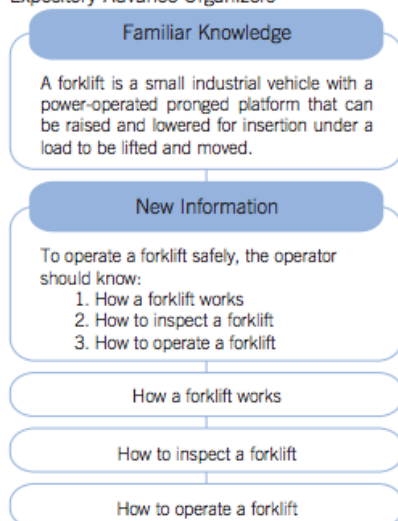 Expository Advance Organizers
Familiar Knowledge
A forklift is a small industrial vehicle with a
power-operated pronged platform that can
be raised and lowered for insertion under a
load to be lifted and moved.
New Information
To operate a forklift safely, the operator
should know:
1. How a forklift works
2. How to inspect a forklift
3. How to operate a forklift
How a forklift works
How to inspect a forklift
How to operate a forklift